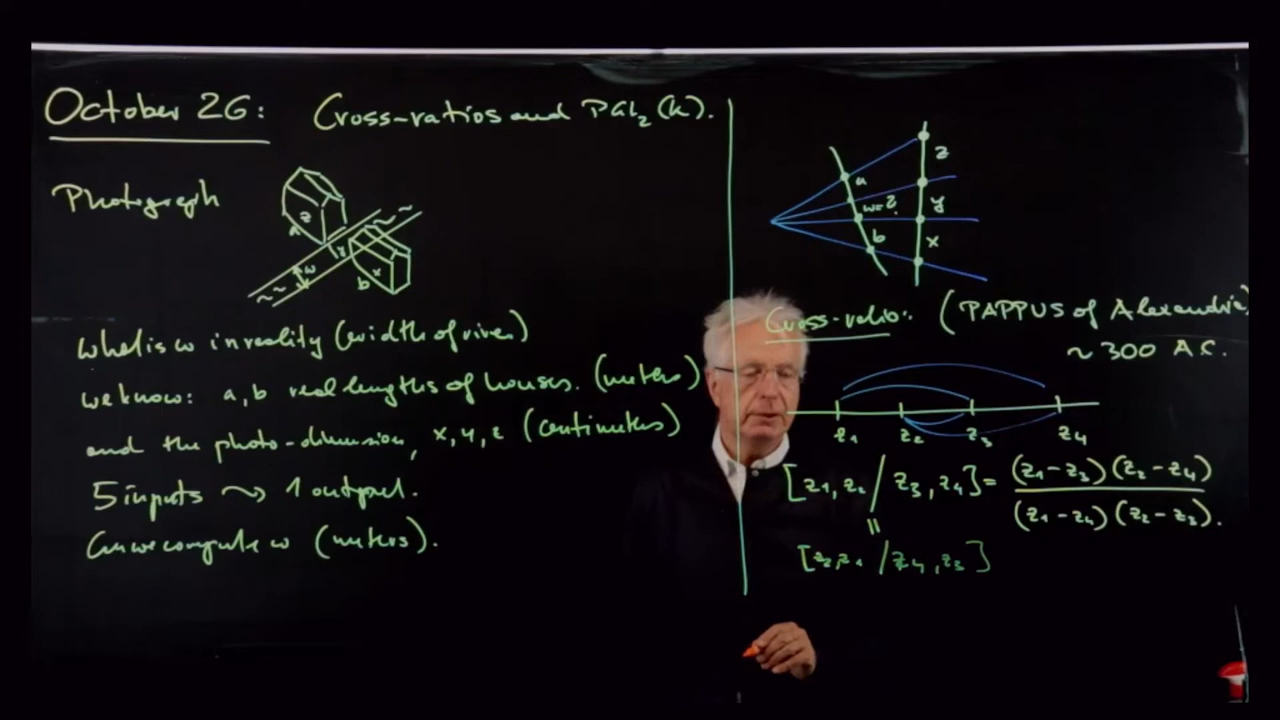 October 26:
Cross-ratios and PGL₂(k).
Photograph
z
a
y
w
~ ~
~ ~
b x
What is w in reality (width of river)
we know: a, b real lengths of houses. (meters)
and the photo-dimension, x, y, z (centimeters)
5 inputs ~> 1 output.
Can we compute w (meters).
z
a
w=?
y
b
x
Cross-ratio: (PAPPUS of Alexandria
~ 300 A.C.
z₁ z₂ z₃ z₄
[z₁, z₂ / z₃, z₄] = (z₁-z₃)(z₂-z₄)
(z₁-z₄)(z₂-z₃).
=
[z₂, z₁ / z₄, z₃]